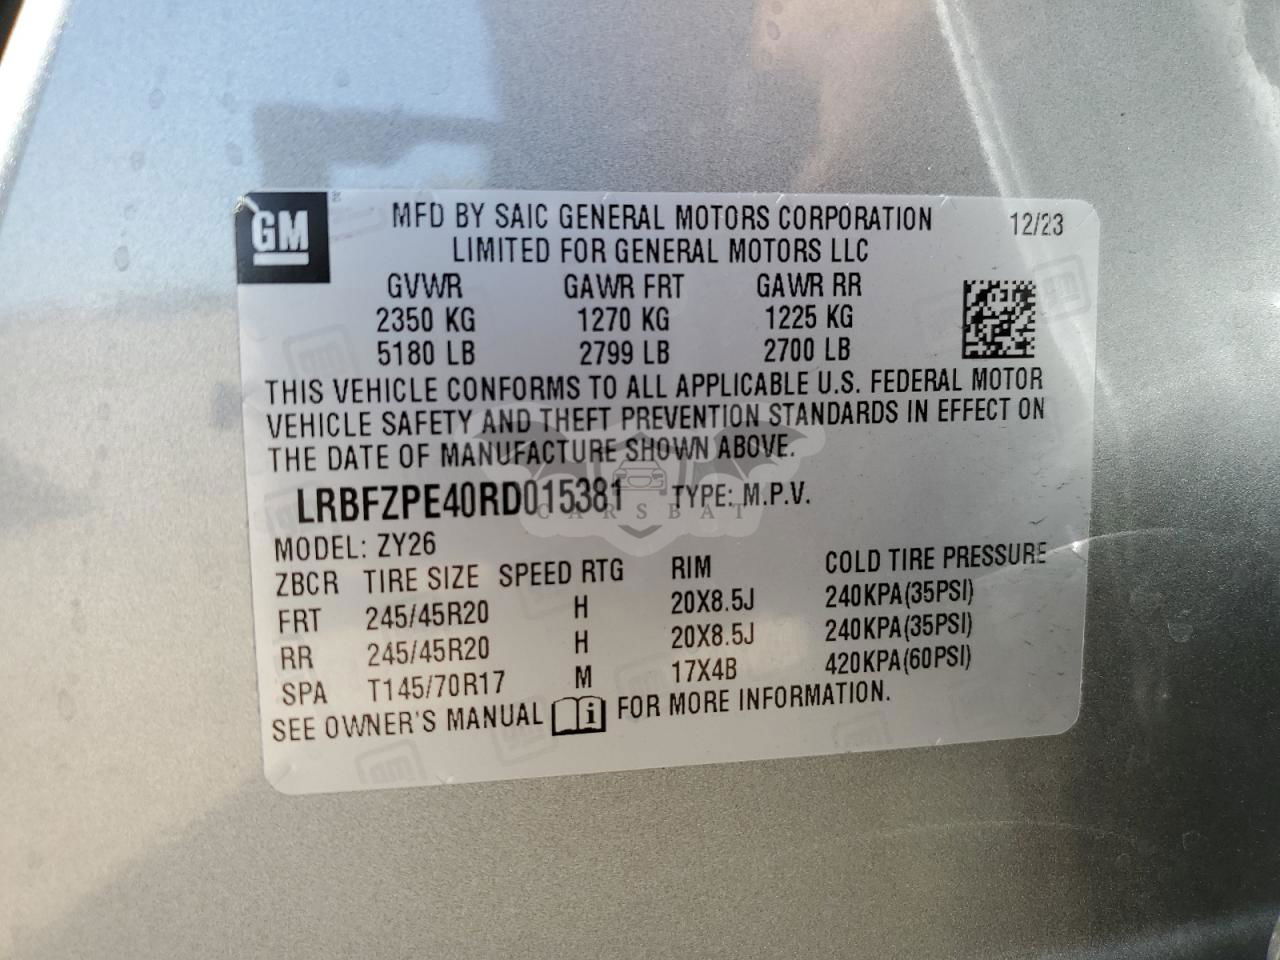 GM
MFD BY SAIC GENERAL MOTORS CORPORATION 12/23
LIMITED FOR GENERAL MOTORS LLC
GVWR GAWR FRT GAWR RR
2350 KG 1270 KG 1225 KG
5180 LB 2799 LB 2700 LB
THIS VEHICLE CONFORMS TO ALL APPLICABLE U.S. FEDERAL MOTOR
VEHICLE SAFETY AND THEFT PREVENTION STANDARDS IN EFFECT ON
THE DATE OF MANUFACTURE SHOWN ABOVE.
LRBFZPE40RD015381 TYPE: M.P.V.
CARSBAT
MODEL: ZY26
ZBCR TIRE SIZE SPEED RTG RIM COLD TIRE PRESSURE
FRT 245/45R20 H 20X8.5J 240KPA(35PSI)
RR 245/45R20 H 20X8.5J 240KPA(35PSI)
SPA T145/70R17 M 17X4B 420KPA(60PSI)
SEE OWNER'S MANUAL i FOR MORE INFORMATION.